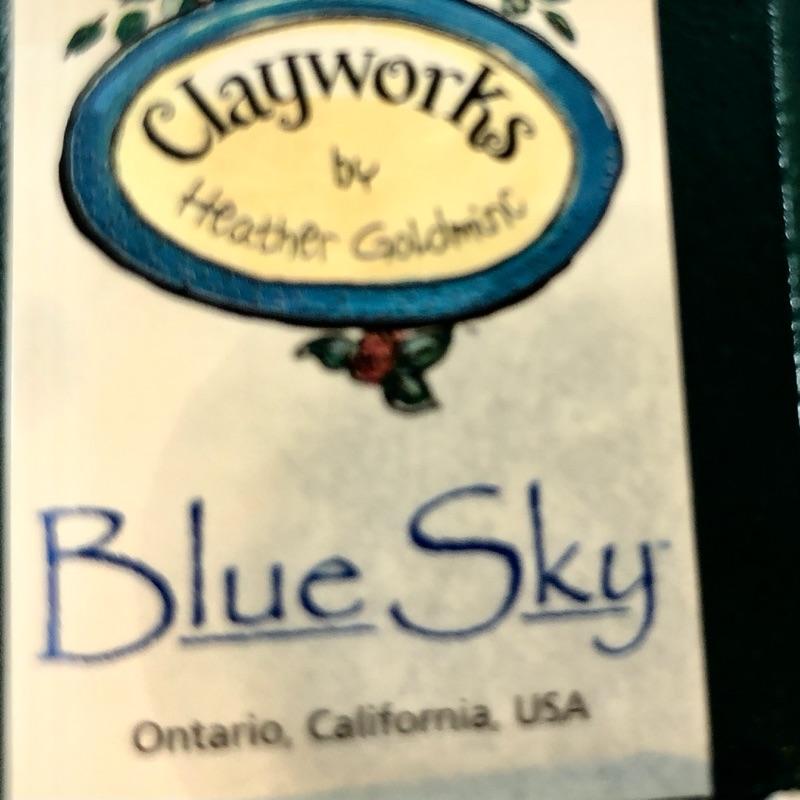 Clayworks
by
Heather Goldminc
Blue Sky
Ontario, California, USA